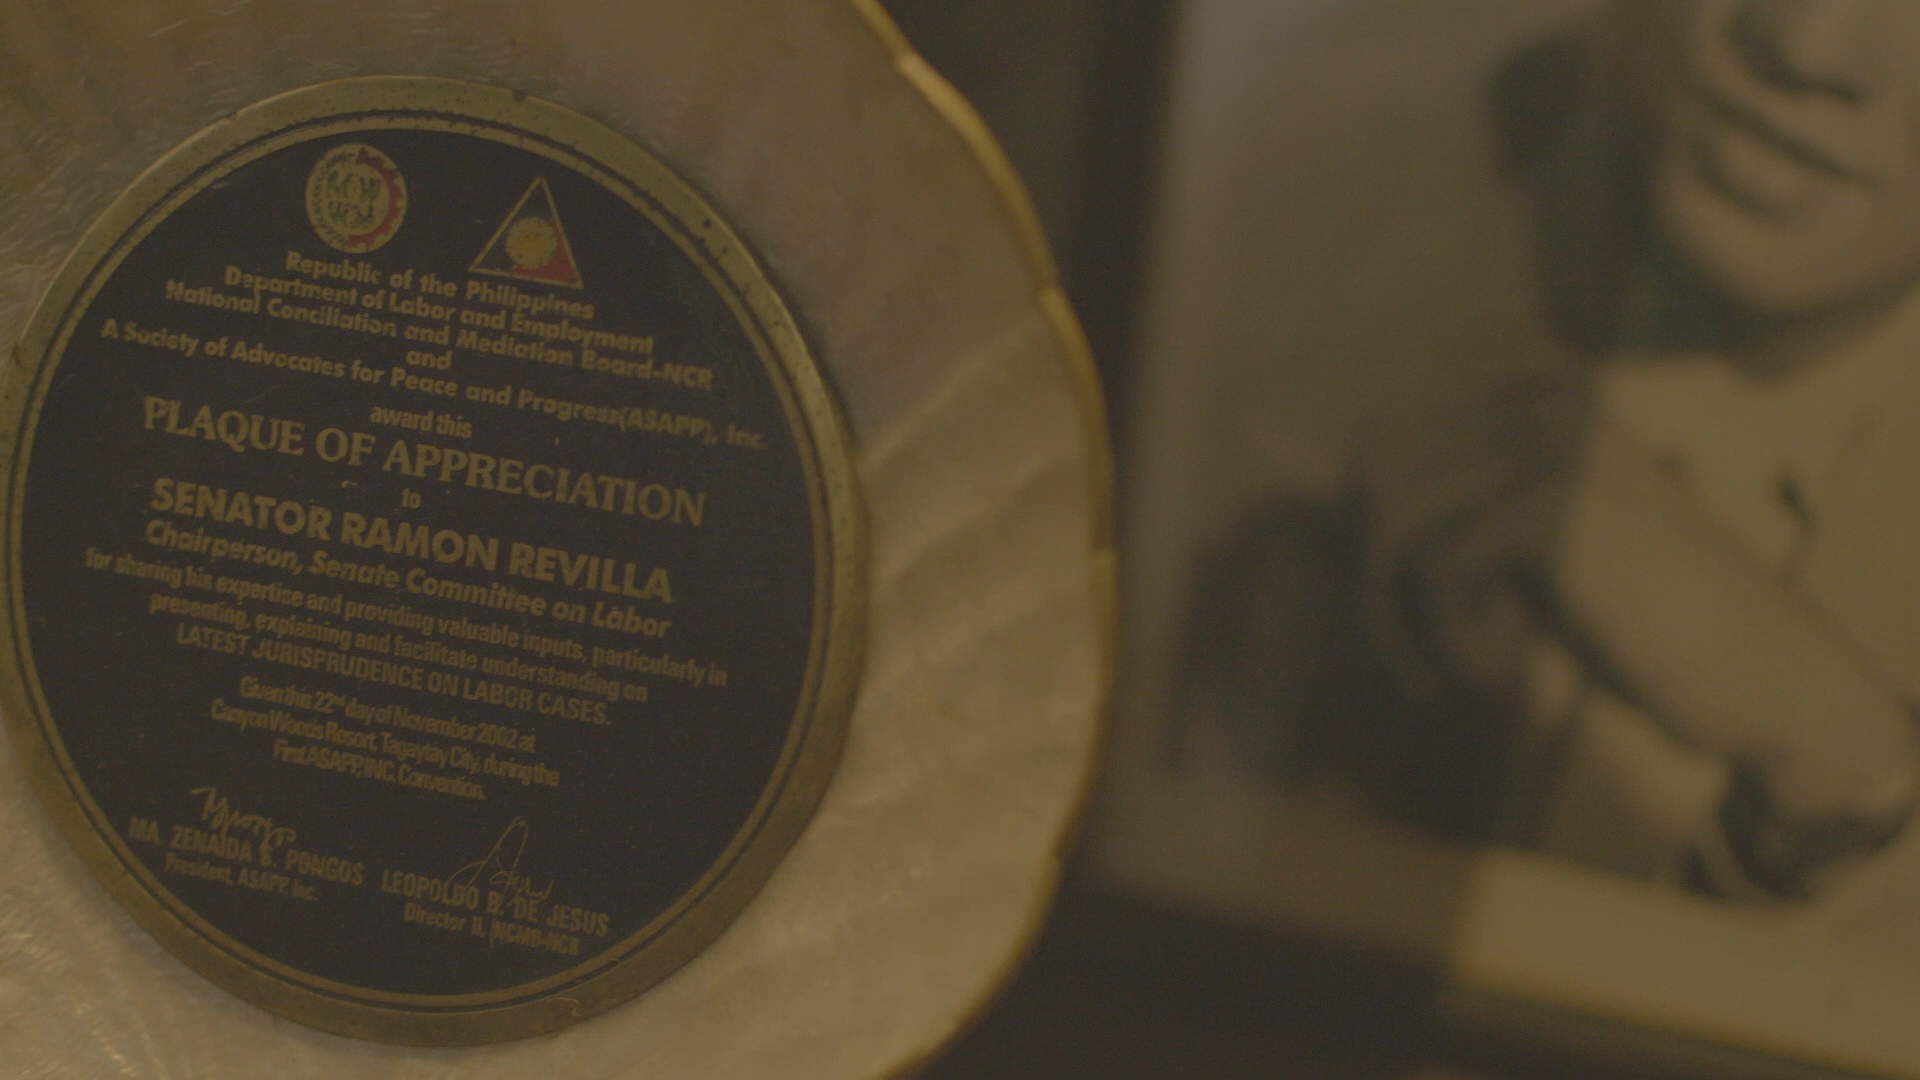 Republic of the Philippines
Department of Labor and Employment
National Conciliation and Mediation Board-NCR
and
A Society of Advocates for Peace and Progress(ASAPP), Inc.
award this
PLAQUE OF APPRECIATION
to
SENATOR RAMON REVILLA
Chairperson, Senate Committee on Labor
for sharing his expertise and providing valuable inputs, particularly in
presenting, explaining and facilitate understanding on
LATEST JURISPRUDENCE ON LABOR CASES.
Given this 22nd day of November 2002 at
Canyon Woods Resort, Tagaytay City, during the
First ASAPP, INC. Convention.
MA. ZENAIDA S. PONGOS
President, ASAPP, Inc.
LEOPOLDO B. DE JESUS
Director II, NCMB-NCR